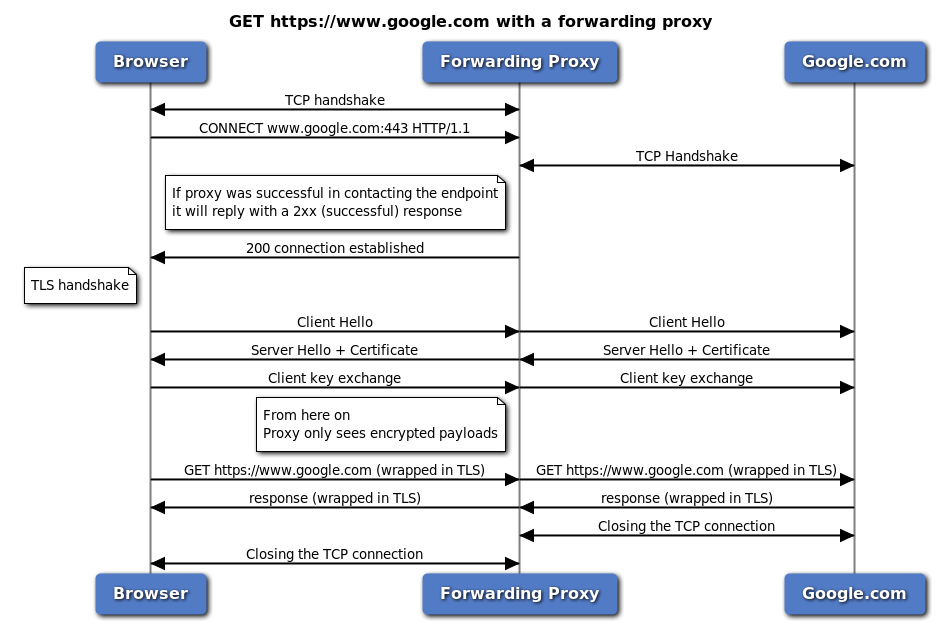 GET https://www.google.com with a forwarding proxy
Browser
Forwarding Proxy
Google.com
TCP handshake
CONNECT www.google.com:443 HTTP/1.1
TCP Handshake
If proxy was successful in contacting the endpoint
it will reply with a 2xx (successful) response
200 connection established
TLS handshake
Client Hello
Client Hello
Server Hello + Certificate
Server Hello + Certificate
Client key exchange
Client key exchange
From here on
Proxy only sees encrypted payloads
GET https://www.google.com (wrapped in TLS)
GET https://www.google.com (wrapped in TLS)
response (wrapped in TLS)
response (wrapped in TLS)
Closing the TCP connection
Closing the TCP connection
Browser
Forwarding Proxy
Google.com